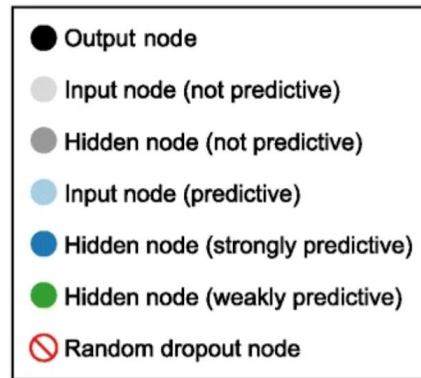 Output node
Input node (not predictive)
Hidden node (not predictive)
Input node (predictive)
Hidden node (strongly predictive)
Hidden node (weakly predictive)
Random dropout node